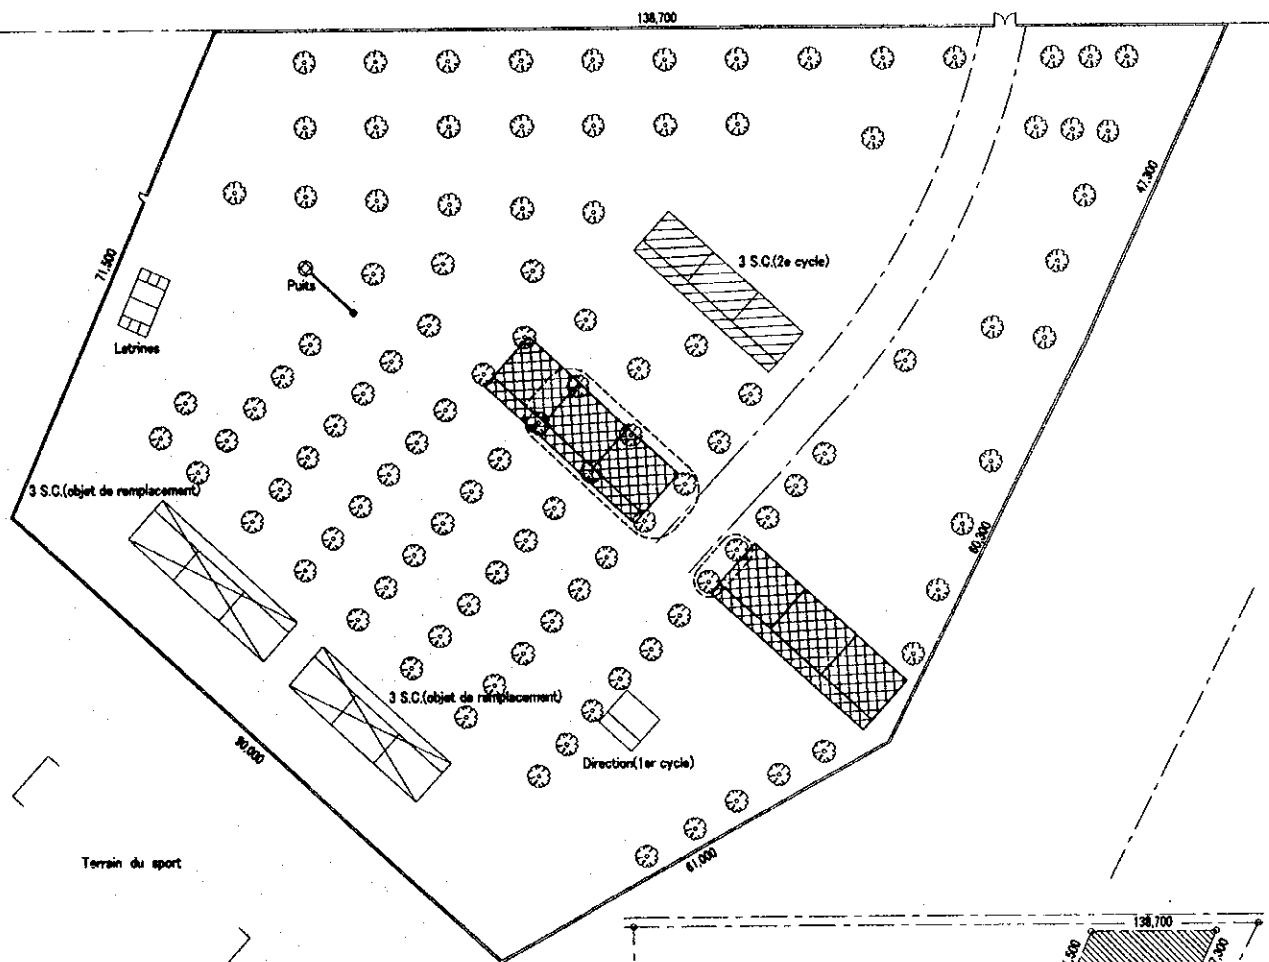 138,700
47,300
71,500
3 S.C.(2e cycle)
Puits
Latrines
3 S.C.(objet de remplacement)
60,300
3 S.C.(objet de remplacement)
90,000
Direction(1er cycle)
61,000
Terrain du sport
138,700